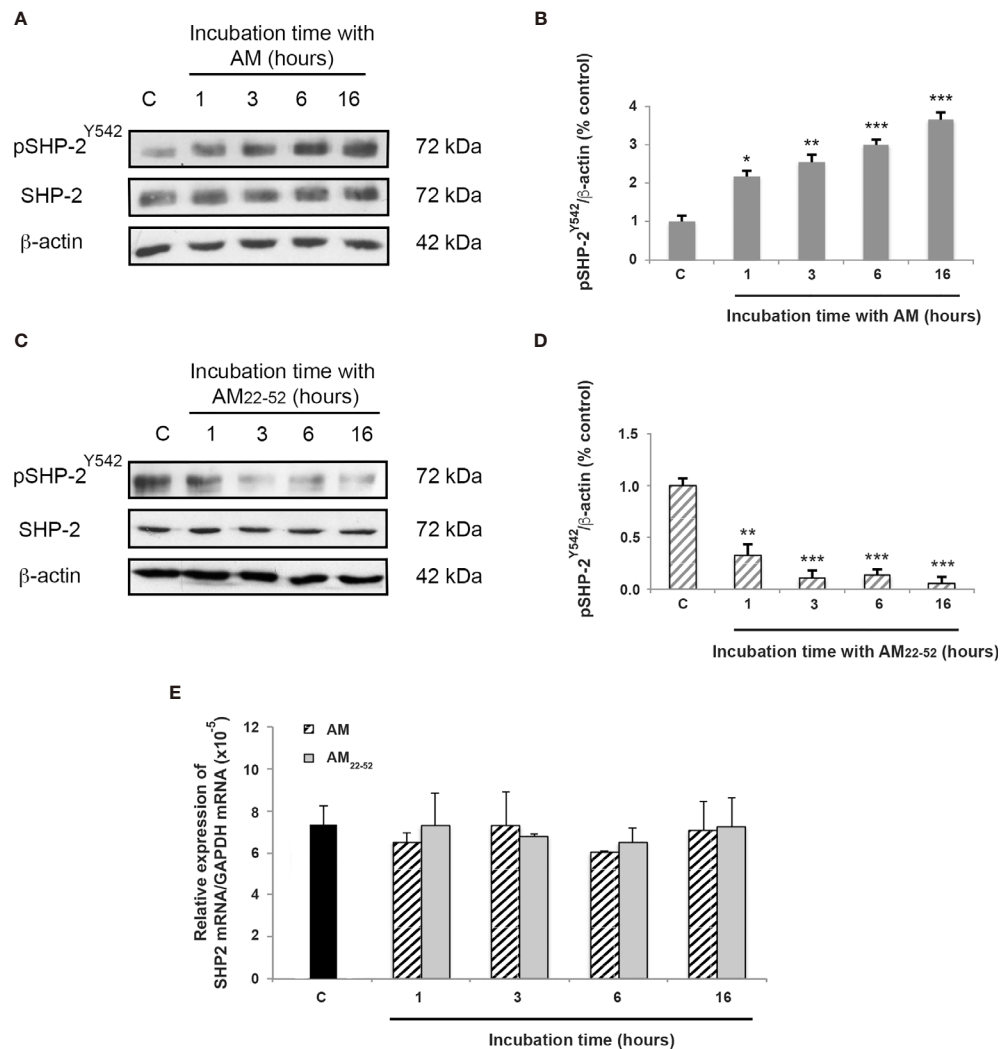 A
Incubation time with
AM (hours)
C 1 3 6 16
pSHP-2Y542 72 kDa
SHP-2 72 kDa
β-actin 42 kDa
B
pSHP-2Y542/β-actin (% control)
4
3
2
1
0
* ** *** ***
C 1 3 6 16
Incubation time with AM (hours)
C
Incubation time with
AM22-52 (hours)
C 1 3 6 16
pSHP-2Y542 72 kDa
SHP-2 72 kDa
β-actin 42 kDa
D
pSHP-2Y542/β-actin (% control)
1.5
1.0
0.5
0.0
** *** *** ***
C 1 3 6 16
Incubation time with AM22-52 (hours)
E
Relative expression of
SHP2 mRNA/GAPDH mRNA (x10-5)
12
10
8
6
4
2
0
AM
AM22-52
C 1 3 6 16
Incubation time (hours)